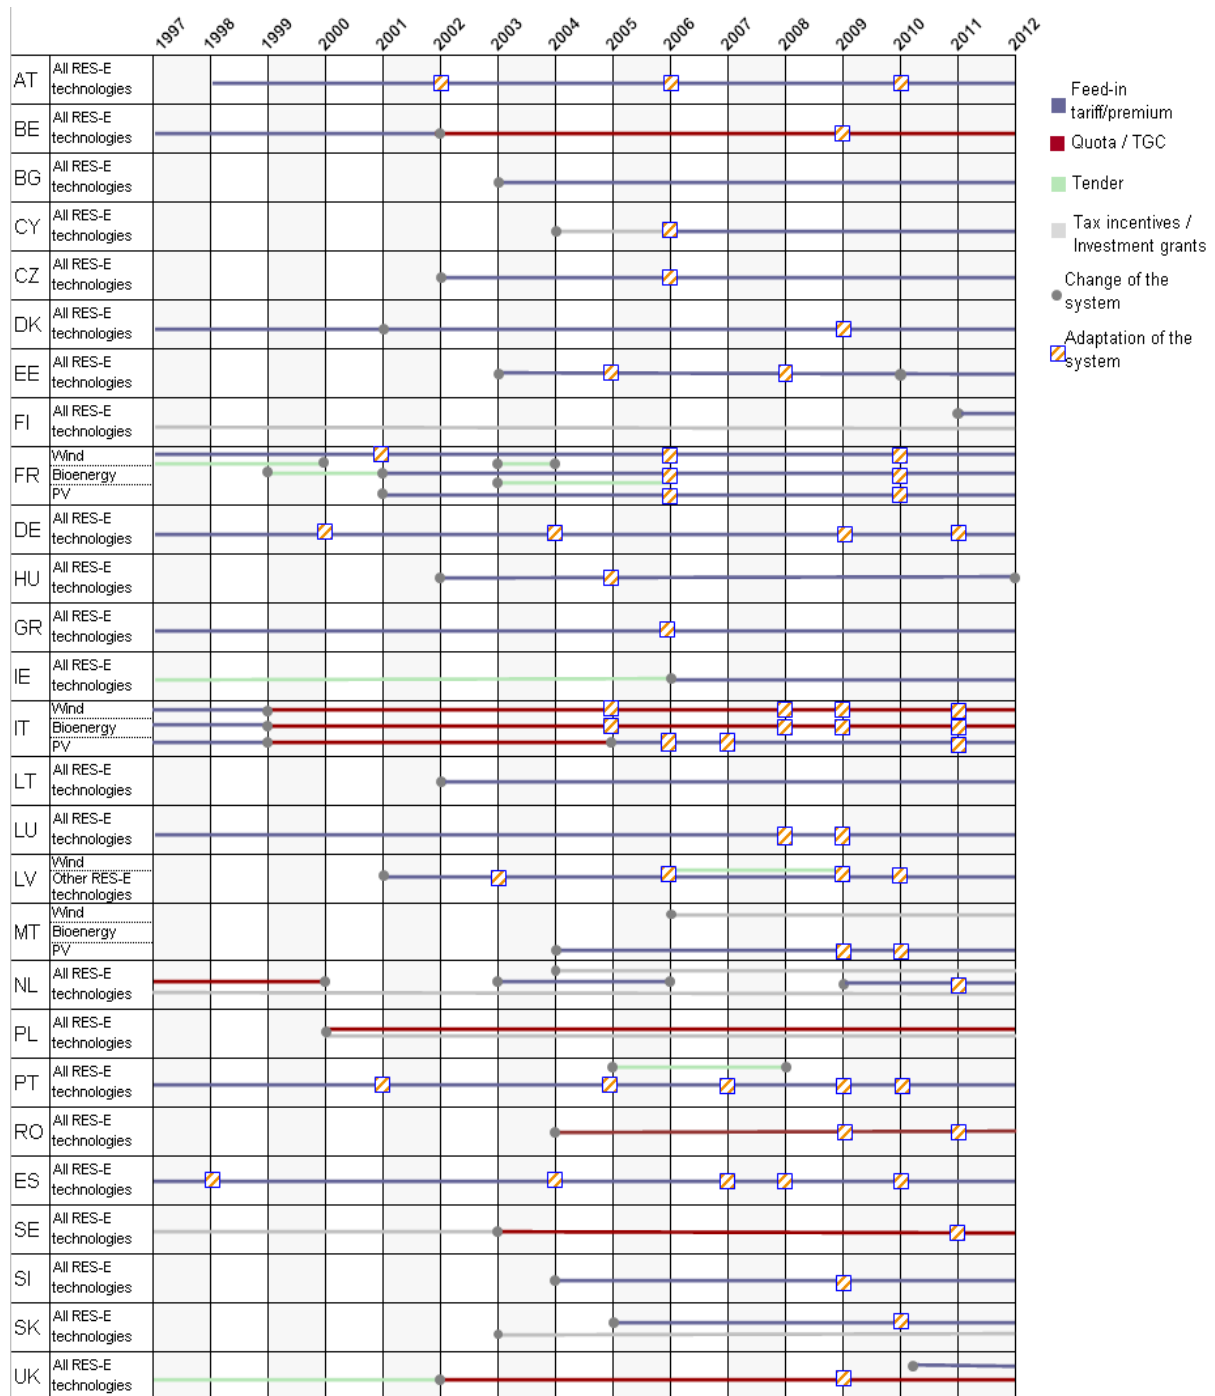 1997 1998 1999 2000 2001 2002 2003 2004 2005 2006 2007 2008 2009 2010 2011 2012
AT
All RES-E
technologies
BE
All RES-E
technologies
BG
All RES-E
technologies
CY
All RES-E
technologies
CZ
All RES-E
technologies
DK
All RES-E
technologies
EE
All RES-E
technologies
FI
All RES-E
technologies
FR
Wind
Bioenergy
PV
DE
All RES-E
technologies
HU
All RES-E
technologies
GR
All RES-E
technologies
IE
All RES-E
technologies
IT
Wind
Bioenergy
PV
LT
All RES-E
technologies
LU
All RES-E
technologies
LV
Wind
Other RES-E
technologies
MT
Wind
Bioenergy
PV
NL
All RES-E
technologies
PL
All RES-E
technologies
PT
All RES-E
technologies
RO
All RES-E
technologies
ES
All RES-E
technologies
SE
All RES-E
technologies
SI
All RES-E
technologies
SK
All RES-E
technologies
UK
All RES-E
technologies
Feed-in
tariff/premium
Quota / TGC
Tender
Tax incentives /
Investment grants
Change of the
system
Adaptation of the
system